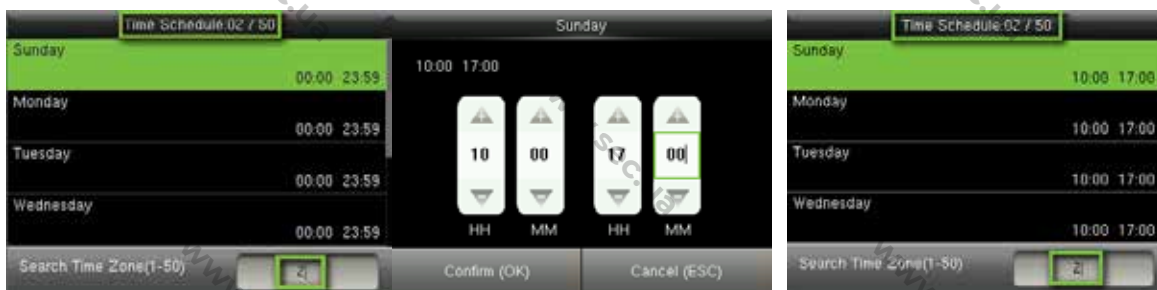 Time Schedule:02 / 50
Sunday
00:00 23:59
Monday
00:00 23:59
Tuesday
00:00 23:59
Wednesday
00:00 23:59
Search Time Zone(1-50)
2
Sunday
10:00 17:00
10
00
17
00
HH
MM
HH
MM
Confirm (OK)
Cancel (ESC)
Time Schedule:02 / 50
Sunday
10:00 17:00
Monday
10:00 17:00
Tuesday
10:00 17:00
Wednesday
10:00 17:00
Search Time Zone(1-50)
2